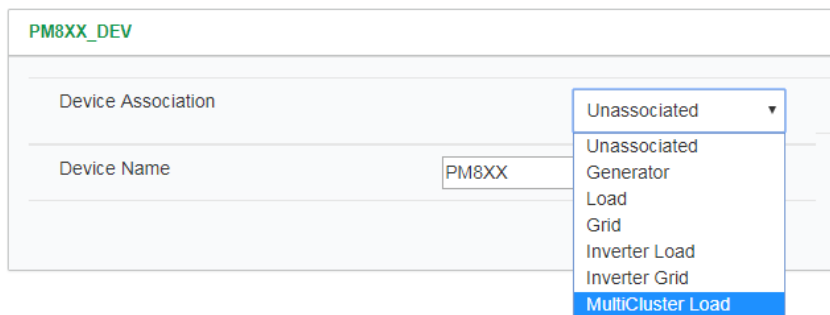 PM8XX_DEV
Device Association
Unassociated
Unassociated
Device Name
PM8XX
Generator
Load
Grid
Inverter Load
Inverter Grid
MultiCluster Load